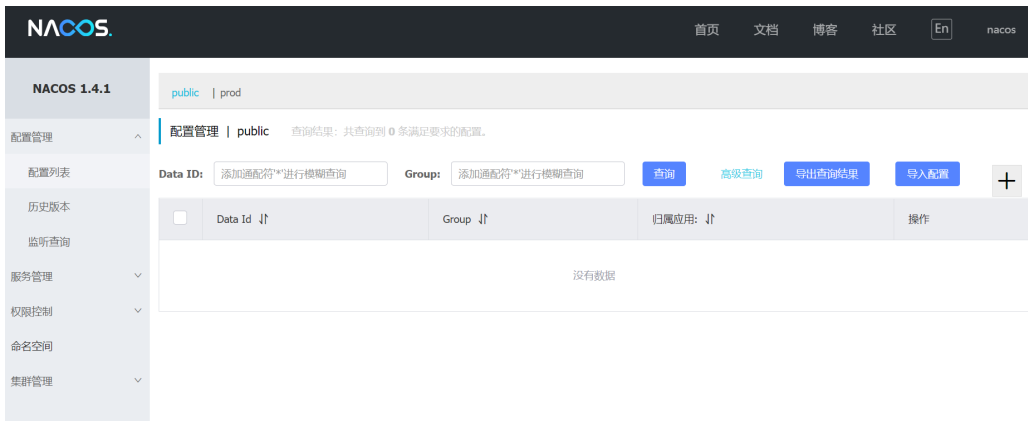 NACOS.
首页 文档 博客 社区 En nacos
NACOS 1.4.1
配置管理
配置列表
历史版本
监听查询
服务管理
权限控制
命名空间
集群管理
public | prod
配置管理 | public 查询结果：共查询到 0 条满足要求的配置。
Data ID: 添加通配符'*'进行模糊查询 Group: 添加通配符'*'进行模糊查询 查询 高级查询 导出查询结果 导入配置 +
Data Id Group 归属应用: 操作
没有数据